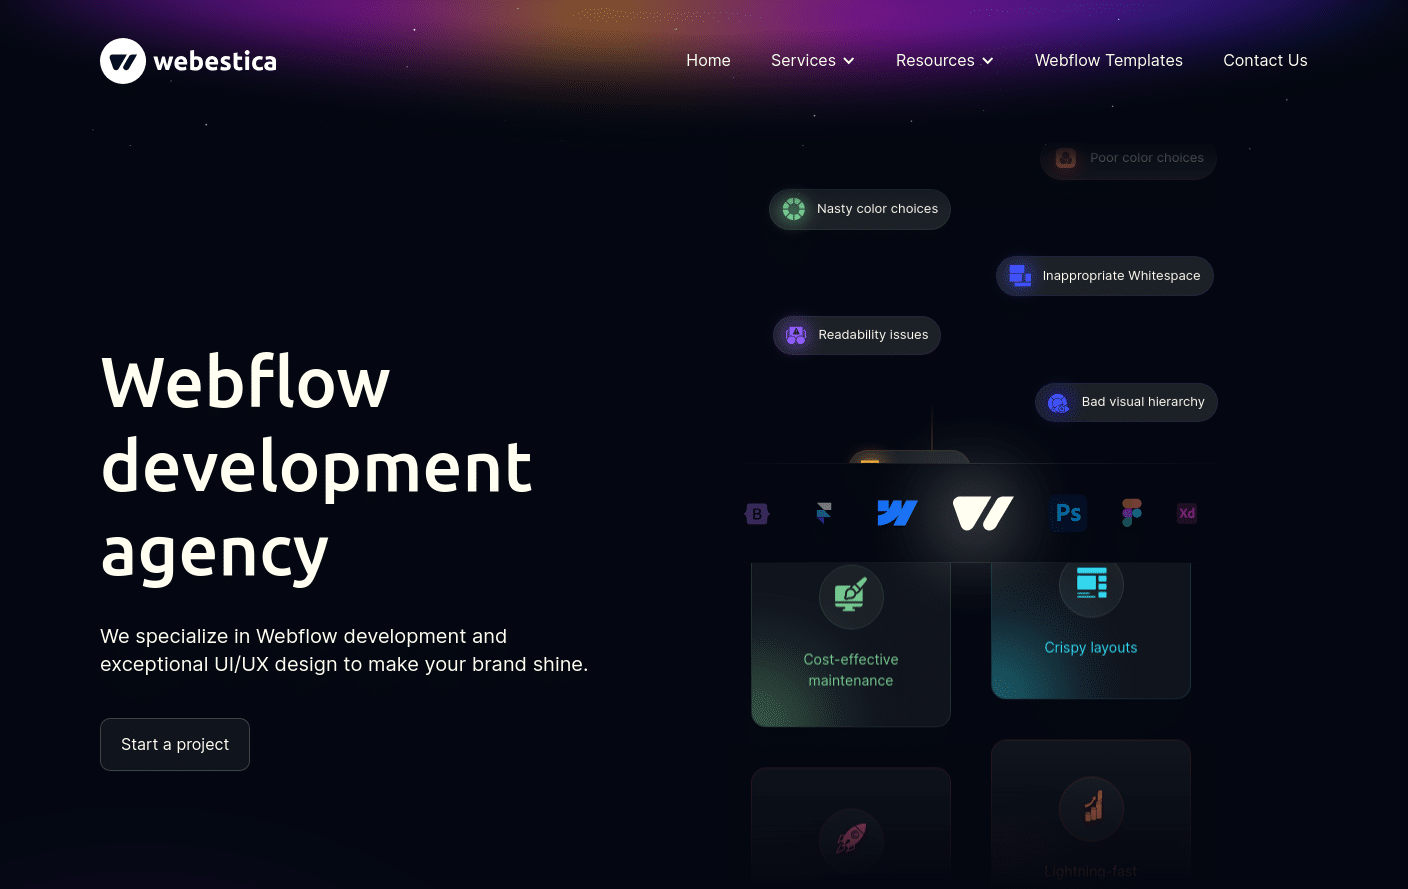 webestica
Home
Services
Resources
Webflow Templates
Contact Us
Poor color choices
Nasty color choices
Inappropriate Whitespace
Readability issues
Bad visual hierarchy
Webflow
development
agency
We specialize in Webflow development and
exceptional UI/UX design to make your brand shine.
Start a project
B
Ps
Xd
Cost-effective
maintenance
Crispy layouts
Lightning-fast